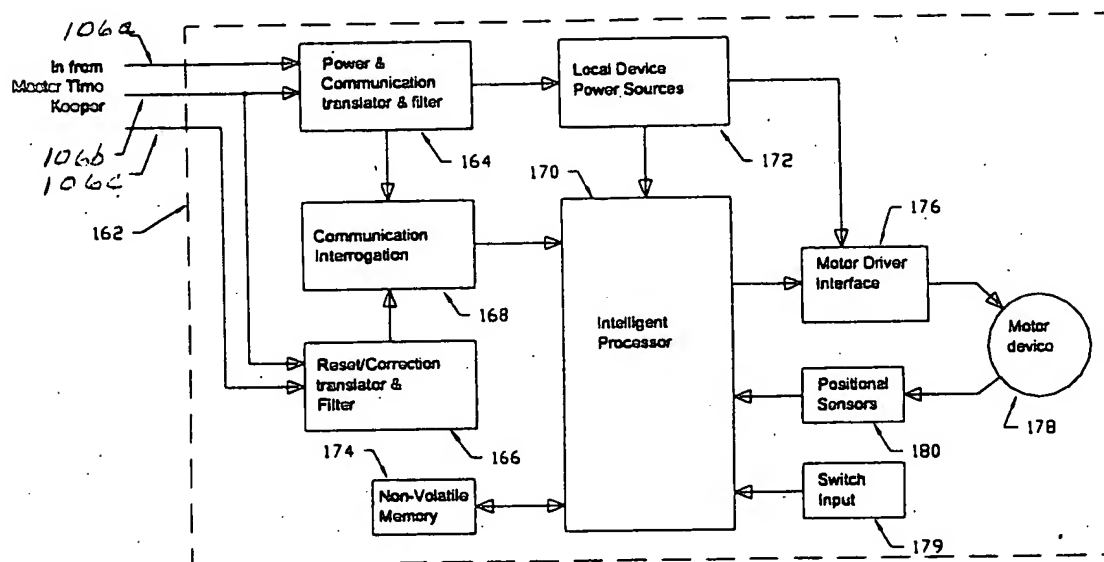 106a
In from
Master Time
Keeper
106b
106c
162
Power &
Communication
translator & filter
164
Local Device
Power Sources
172
170
176
Communication
Interrogation
168
Intelligent
Processor
Motor Driver
Interface
Motor
device
178
Reset/Correction
translator &
Filter
166
Positional
Sensors
180
174
Non-Volatile
Memory
Switch
Input
179